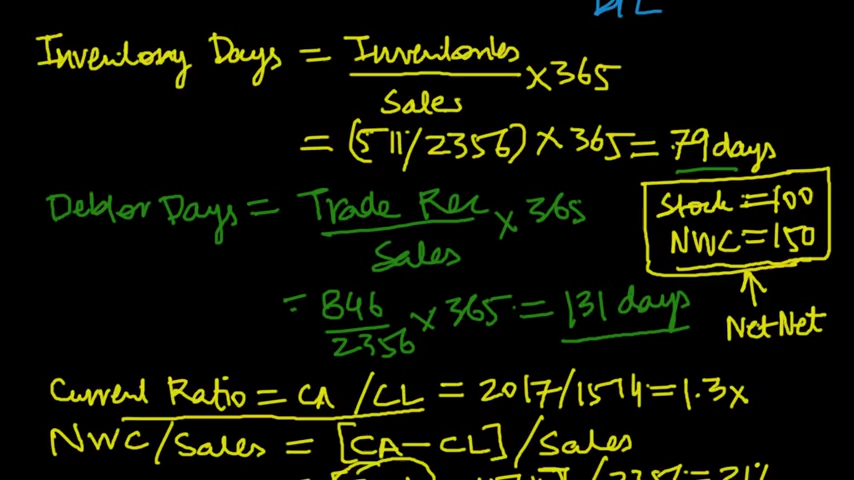 Inventory Days = Inventories / Sales × 365
= (511/2356) × 365 = 79 days
Debtor Days = Trade Rec / Sales × 365
= 846/2356 × 365 = 131 days
Stock = 100
NWC = 150
NetNet
Current Ratio = CA / CL = 2017/1574 = 1.3x
NWC/Sales = [CA-CL]/Sales